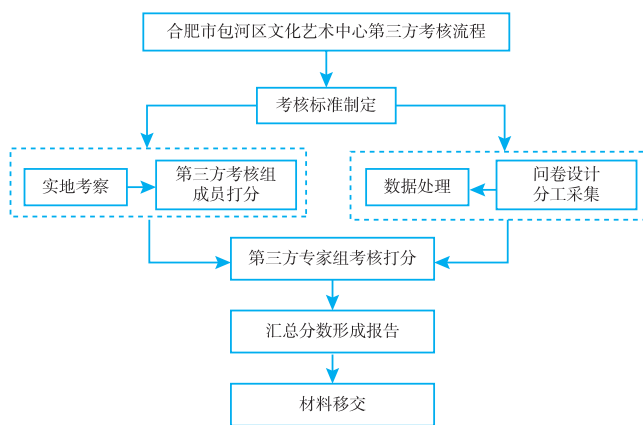 合肥市包河区文化艺术中心第三方考核流程
考核标准制定
实地考察
第三方考核组
成员打分
数据处理
问卷设计
分工采集
第三方专家组考核打分
汇总分数形成报告
材料移交